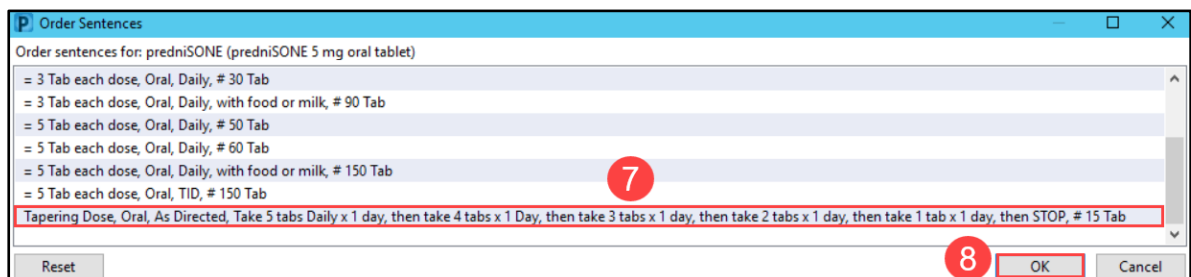 P Order Sentences
Order sentences for: predniSONE (predniSONE 5 mg oral tablet)
= 3 Tab each dose, Oral, Daily, # 30 Tab
= 3 Tab each dose, Oral, Daily, with food or milk, # 90 Tab
= 5 Tab each dose, Oral, Daily, # 50 Tab
= 5 Tab each dose, Oral, Daily, # 60 Tab
= 5 Tab each dose, Oral, Daily, with food or milk, # 150 Tab
7
= 5 Tab each dose, Oral, TID, # 150 Tab
Tapering Dose, Oral, As Directed, Take 5 tabs Daily x 1 day, then take 4 tabs x 1 Day, then take 3 tabs x 1 day, then take 2 tabs x 1 day, then take 1 tab x 1 day, then STOP, # 15 Tab
Reset 8 OK Cancel